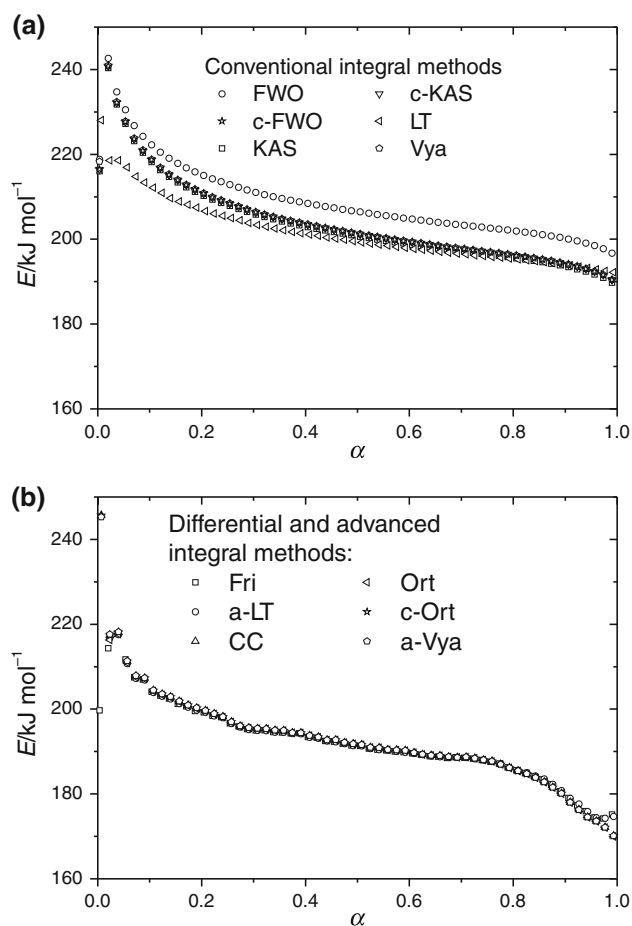 (a)
Conventional integral methods
FWO c-KAS
c-FWO LT
KAS Vya
E/kJ mol⁻¹
240
220
200
180
160
0.0 0.2 0.4 0.6 0.8 1.0
α
(b)
Differential and advanced
integral methods:
Fri Ort
a-LT c-Ort
CC a-Vya
E/kJ mol⁻¹
240
220
200
180
160
0.0 0.2 0.4 0.6 0.8 1.0
α